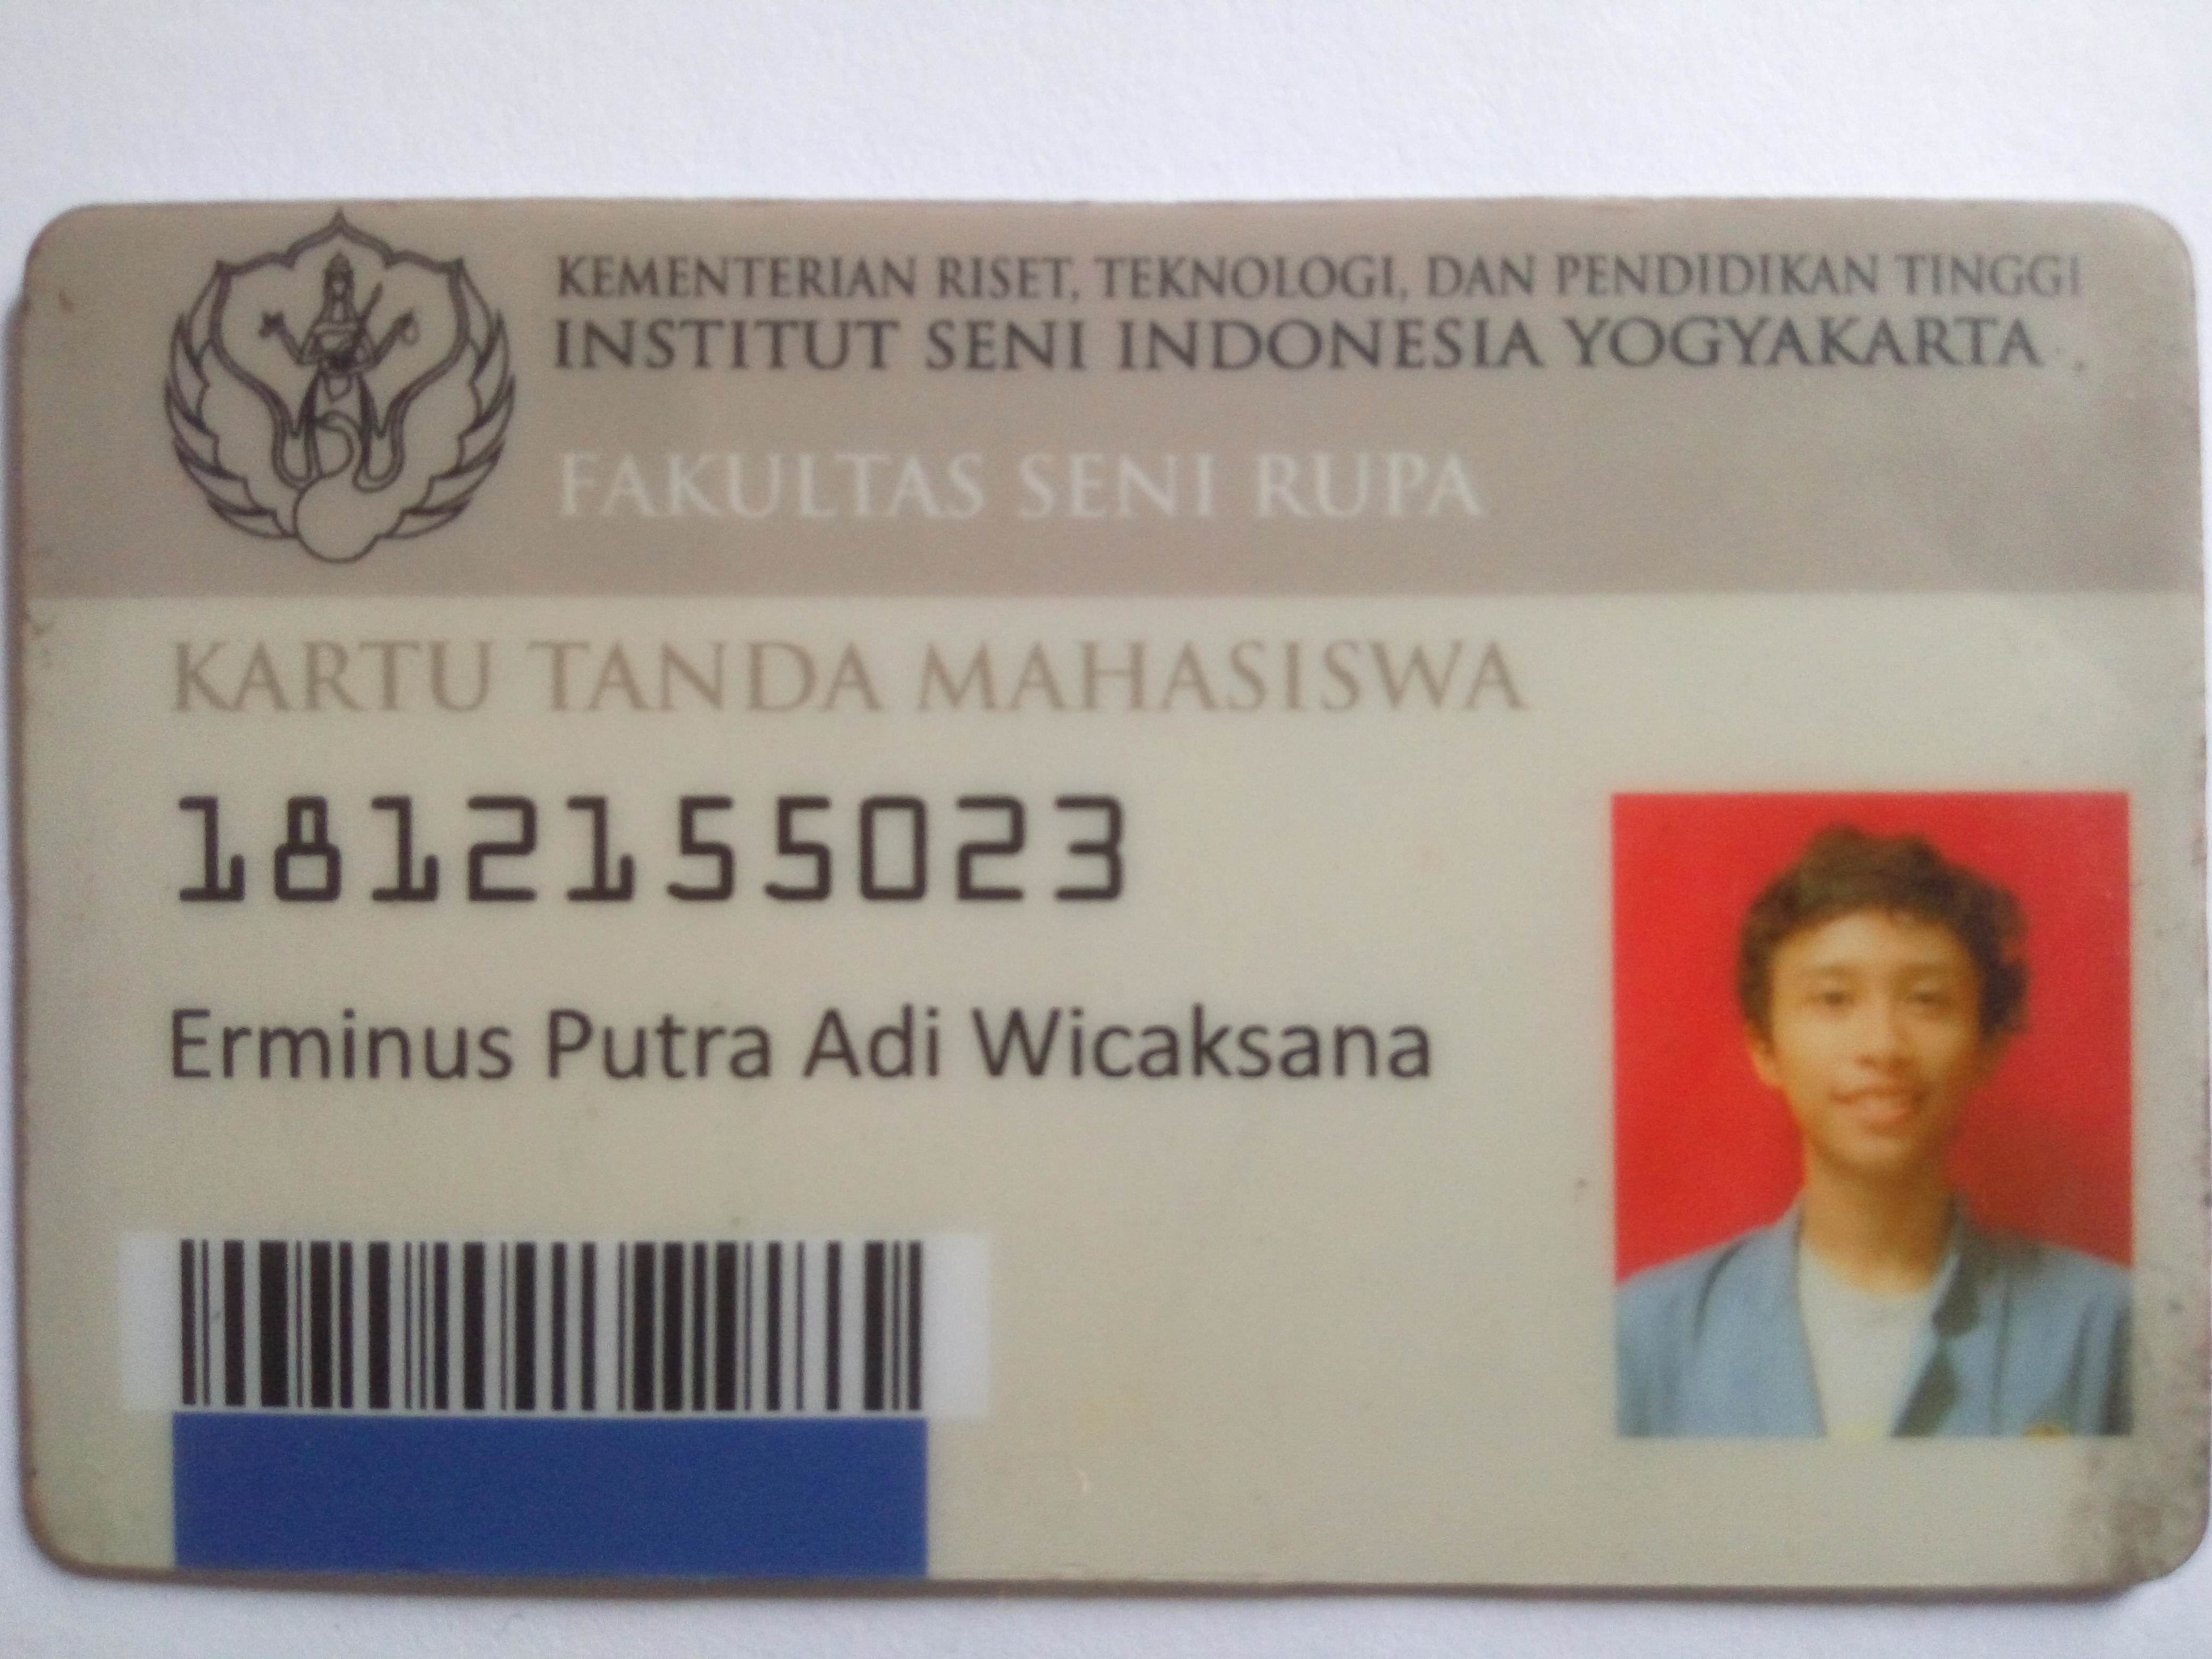 KEMENTERIAN RISET, TEKNOLOGI, DAN PENDIDIKAN TINGGI
INSTITUT SENI INDONESIA YOGYAKARTA
FAKULTAS SENI RUPA
KARTU TANDA MAHASISWA
1812155023
Erminus Putra Adi Wicaksana